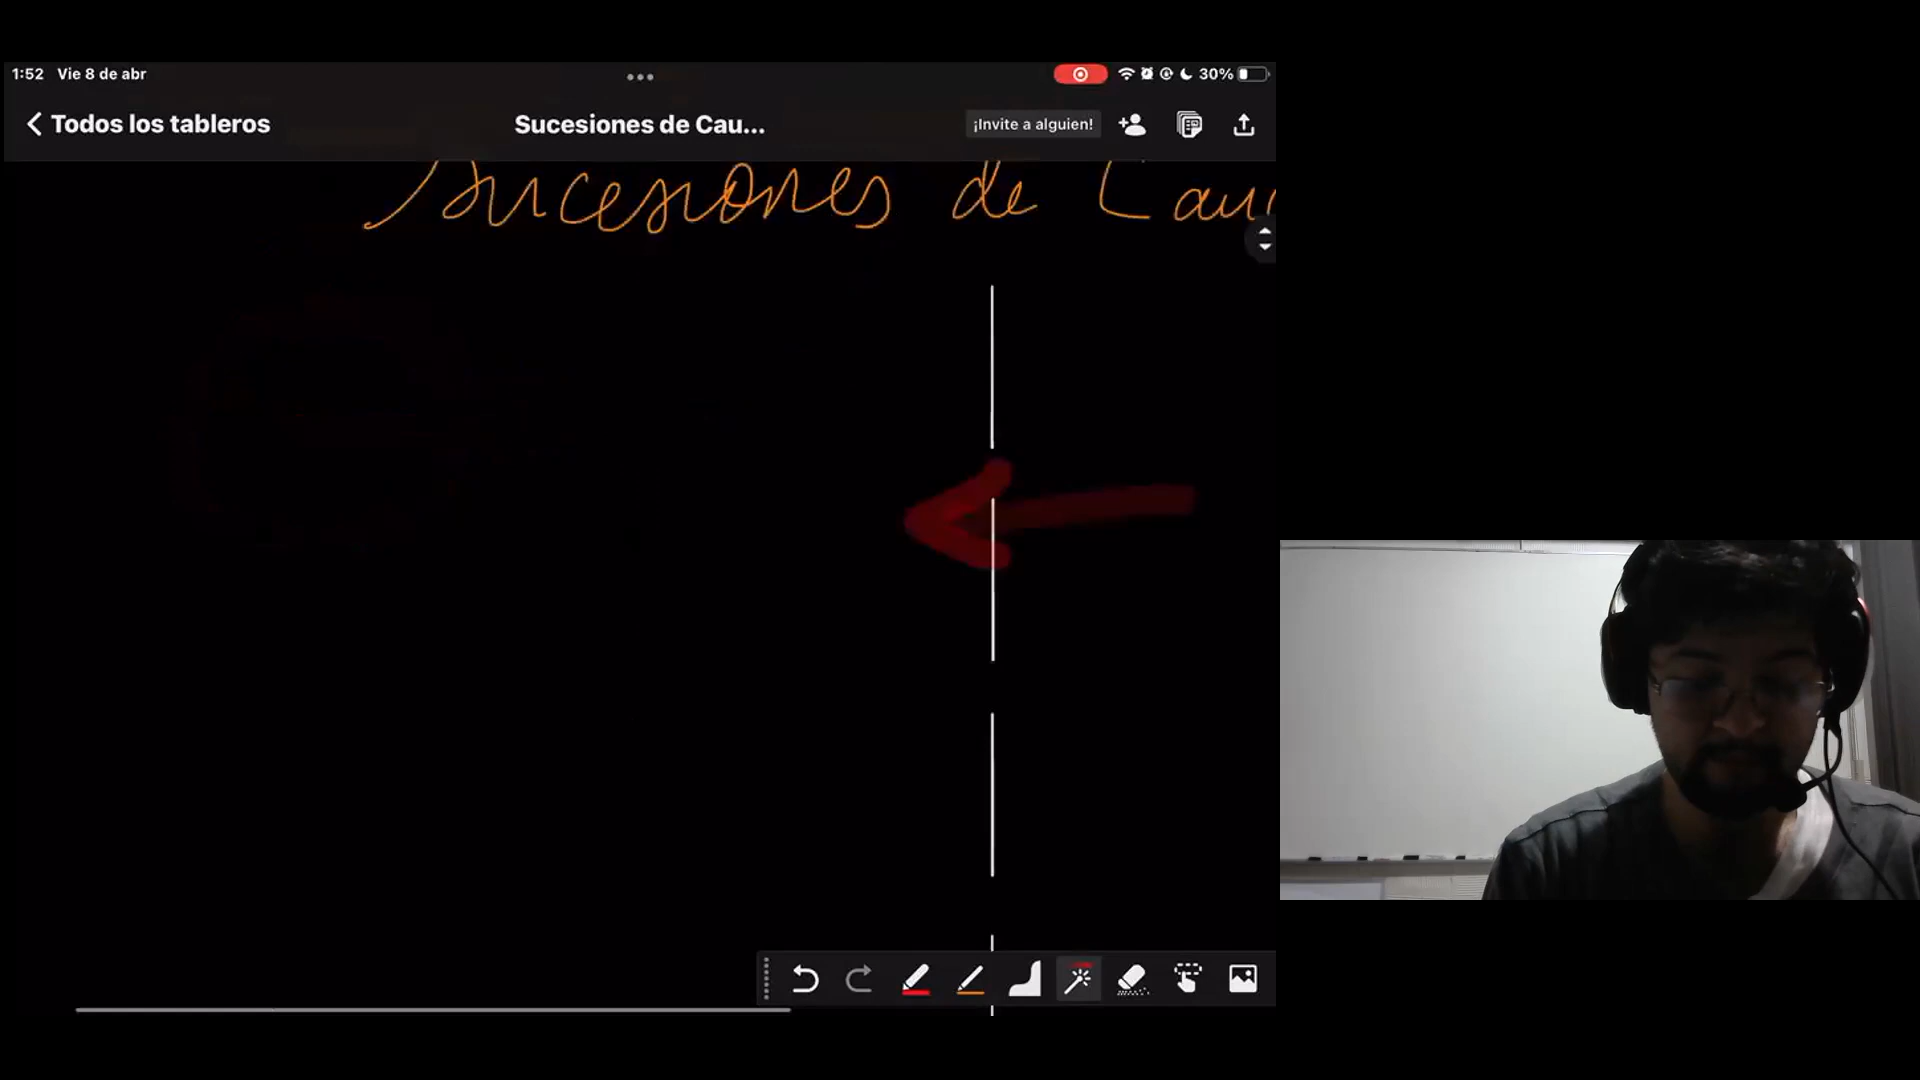 1:52 Vie 8 de abr 30%
Todos los tableros Sucesiones de Cau... ¡Invite a alguien!
Sucesiones de Cau